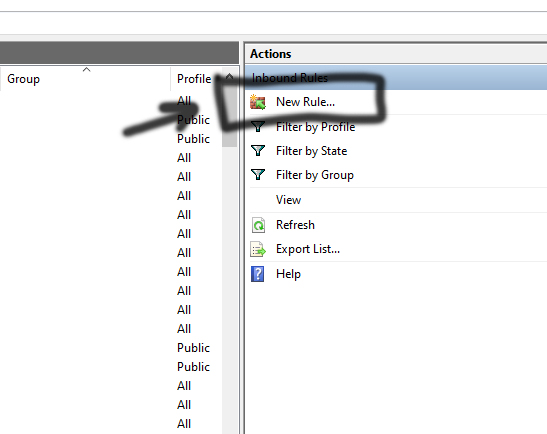 Actions
Group Profile
Inbound Rules
All
New Rule...
Public
Filter by Profile
Public
Filter by State
All
Filter by Group
All
View
All
All
Refresh
All
Export List...
All
Help
All
All
All
All
Public
Public
All
All
All